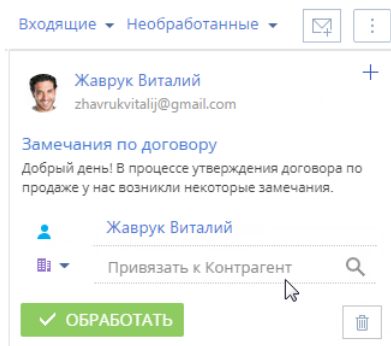 Входящие Необработанные
Жаврук Виталий
zhavrukvitalij@gmail.com
Замечания по договору
Добрый день! В процессе утверждения договора по
продаже у нас возникли некоторые замечания.
Жаврук Виталий
Привязать к Контрагент
ОБРАБОТАТЬ